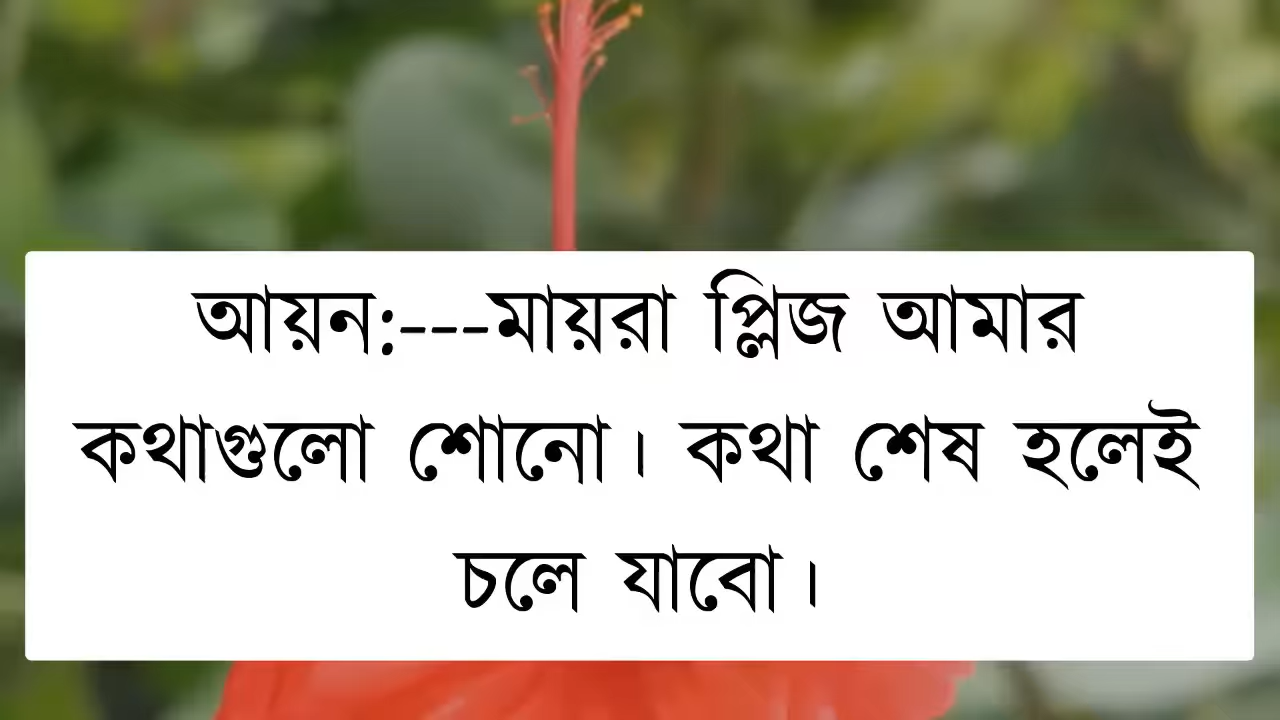 আয়ন:---মায়রা প্লিজ আমার
কথাগুলো শোনো। কথা শেষ হলেই
চলে যাবো।